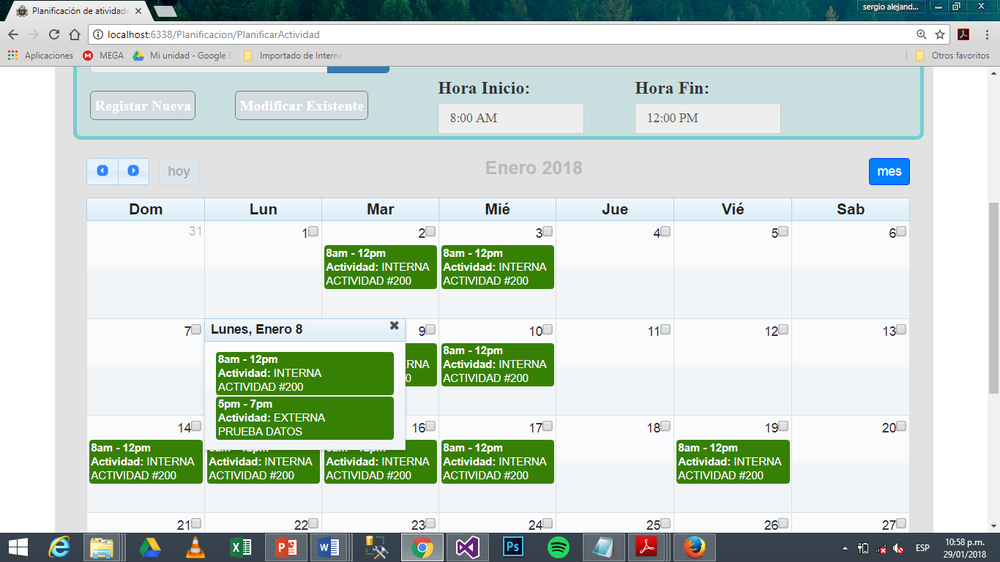 Planificación de atividade
sergio alejand...
localhost:6338/Planificacion/PlanificarActividad
Aplicaciones
MEGA
Mi unidad - Google D
Importado de Interne
Otros favoritos
Hora Inicio:
Hora Fin:
Registar Nueva
Modificar Existente
8:00 AM
12:00 PM
hoy
Enero 2018
mes
Dom Lun Mar Mié Jue Vié Sab
31 1 2 3 4 5 6
8am - 12pm
Actividad: INTERNA
ACTIVIDAD #200
8am - 12pm
Actividad: INTERNA
ACTIVIDAD #200
7
Lunes, Enero 8
8am - 12pm
Actividad: INTERNA
ACTIVIDAD #200
5pm - 7pm
Actividad: EXTERNA
PRUEBA DATOS
9 10 11 12 13
8am - 12pm
Actividad: INTERNA
ACTIVIDAD #200
14 16 17 18 19 20
8am - 12pm
Actividad: INTERNA
ACTIVIDAD #200
Actividad: INTERNA
ACTIVIDAD #200
Actividad: INTERNA
ACTIVIDAD #200
8am - 12pm
Actividad: INTERNA
ACTIVIDAD #200
8am - 12pm
Actividad: INTERNA
ACTIVIDAD #200
21 22 23 24 25 26 27
ESP
10:58 p.m.
29/01/2018